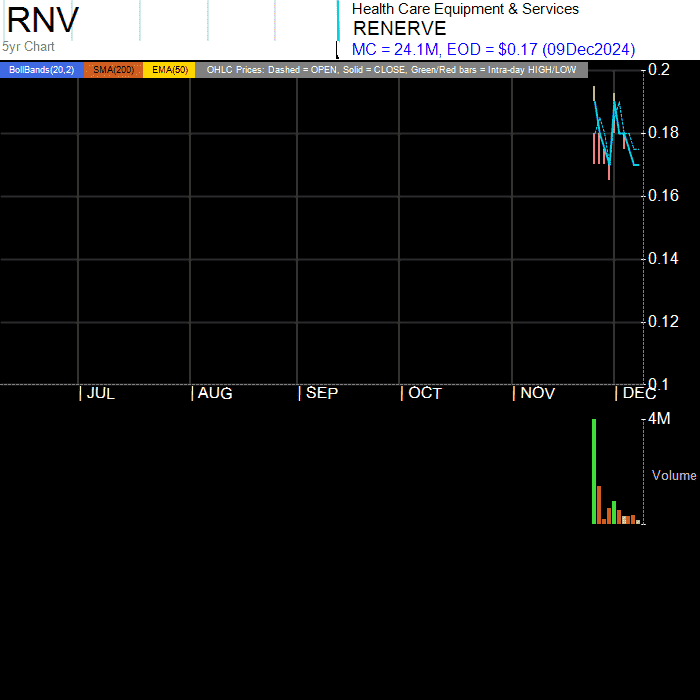 RNV
5yr Chart
Health Care Equipment & Services
RENERVE
MC = 24.1M, EOD = $0.17 (09Dec2024)
BollBands(20,2) SMA(200) EMA(50) OHLC Prices: Dashed = OPEN, Solid = CLOSE, Green/Red bars = Intra-day HIGH/LOW
0.2
0.18
0.16
0.14
0.12
0.1
JUL AUG SEP OCT NOV DEC
4M
Volume